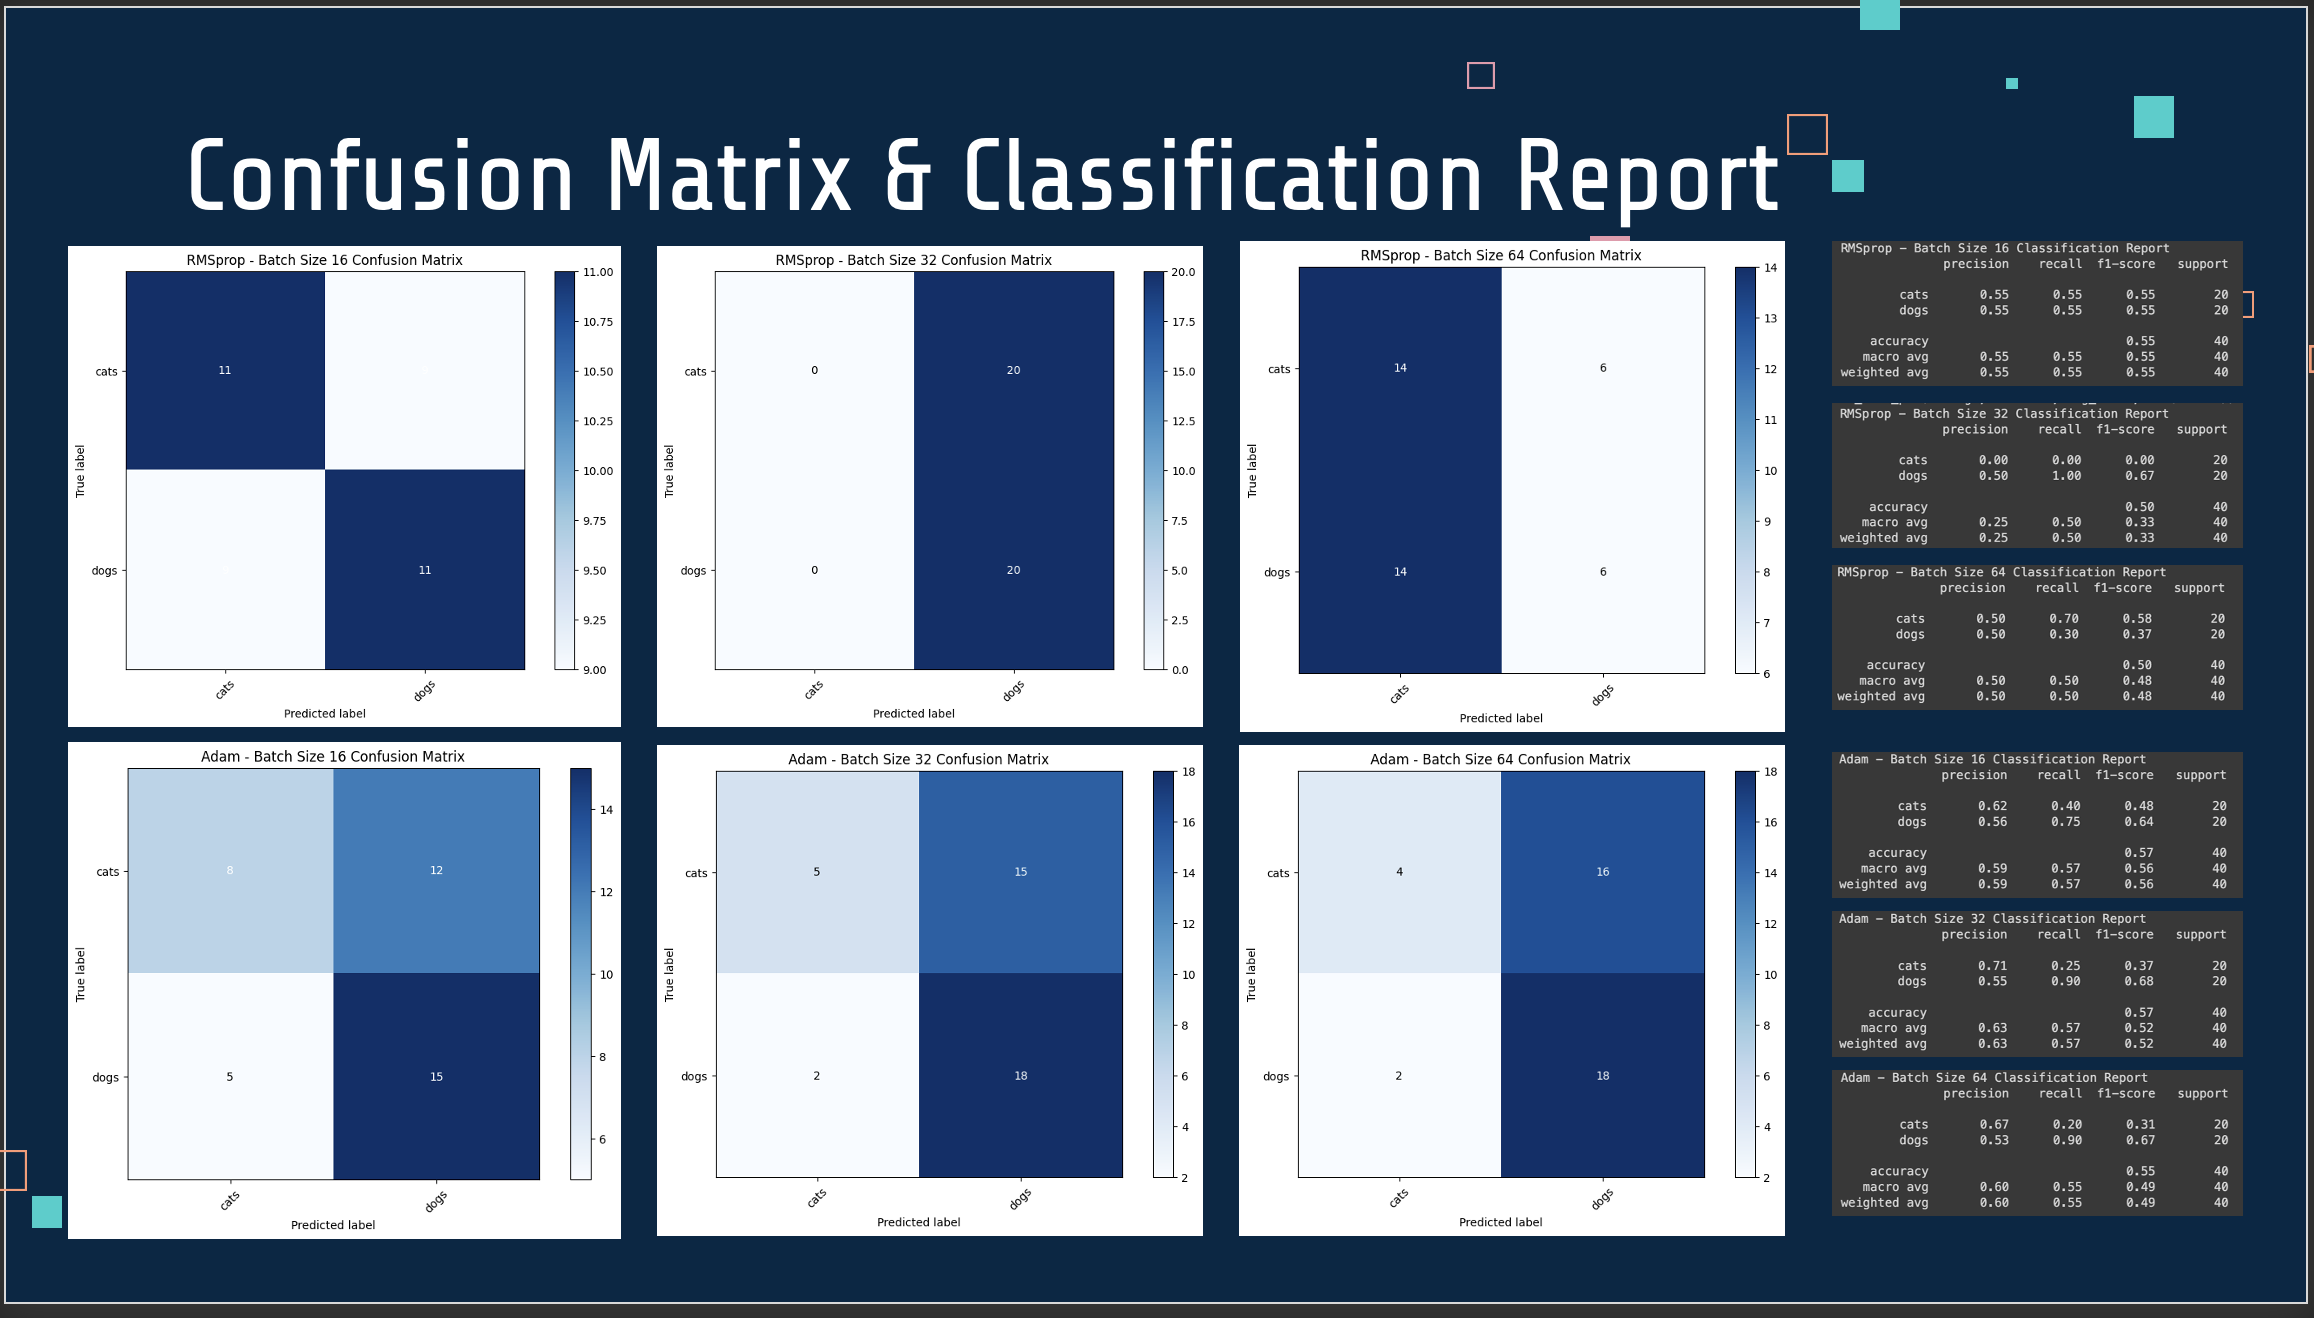 Confusion Matrix & Classification Report
RMSprop - Batch Size 16 Confusion Matrix
True label
cats
dogs
11
11
cats
dogs
Predicted label
11.00
10.75
10.50
10.25
10.00
9.75
9.50
9.25
9.00
RMSprop - Batch Size 32 Confusion Matrix
True label
cats
dogs
0 20
0 20
cats
dogs
Predicted label
20.0
17.5
15.0
12.5
10.0
7.5
5.0
2.5
0.0
RMSprop - Batch Size 64 Confusion Matrix
True label
cats
dogs
14 6
14 6
cats
dogs
Predicted label
14
13
12
11
10
9
8
7
6
RMSprop – Batch Size 16 Classification Report
precision recall f1-score support
cats 0.55 0.55 0.55 20
dogs 0.55 0.55 0.55 20
accuracy 0.55 40
macro avg 0.55 0.55 0.55 40
weighted avg 0.55 0.55 0.55 40
RMSprop – Batch Size 32 Classification Report
precision recall f1-score support
cats 0.00 0.00 0.00 20
dogs 0.50 1.00 0.67 20
accuracy 0.50 40
macro avg 0.25 0.50 0.33 40
weighted avg 0.25 0.50 0.33 40
RMSprop – Batch Size 64 Classification Report
precision recall f1-score support
cats 0.50 0.70 0.58 20
dogs 0.50 0.30 0.37 20
accuracy 0.50 40
macro avg 0.50 0.50 0.48 40
weighted avg 0.50 0.50 0.48 40
Adam - Batch Size 16 Confusion Matrix
True label
cats
dogs
8 12
5 15
cats
dogs
Predicted label
14
12
10
8
6
Adam - Batch Size 32 Confusion Matrix
True label
cats
dogs
5 15
2 18
cats
dogs
Predicted label
18
16
14
12
10
8
6
4
2
Adam - Batch Size 64 Confusion Matrix
True label
cats
dogs
4 16
2 18
cats
dogs
Predicted label
18
16
14
12
10
8
6
4
2
Adam – Batch Size 16 Classification Report
precision recall f1-score support
cats 0.62 0.40 0.48 20
dogs 0.56 0.75 0.64 20
accuracy 0.57 40
macro avg 0.59 0.57 0.56 40
weighted avg 0.59 0.57 0.56 40
Adam – Batch Size 32 Classification Report
precision recall f1-score support
cats 0.71 0.25 0.37 20
dogs 0.55 0.90 0.68 20
accuracy 0.57 40
macro avg 0.63 0.57 0.52 40
weighted avg 0.63 0.57 0.52 40
Adam – Batch Size 64 Classification Report
precision recall f1-score support
cats 0.67 0.20 0.31 20
dogs 0.53 0.90 0.67 20
accuracy 0.55 40
macro avg 0.60 0.55 0.49 40
weighted avg 0.60 0.55 0.49 40